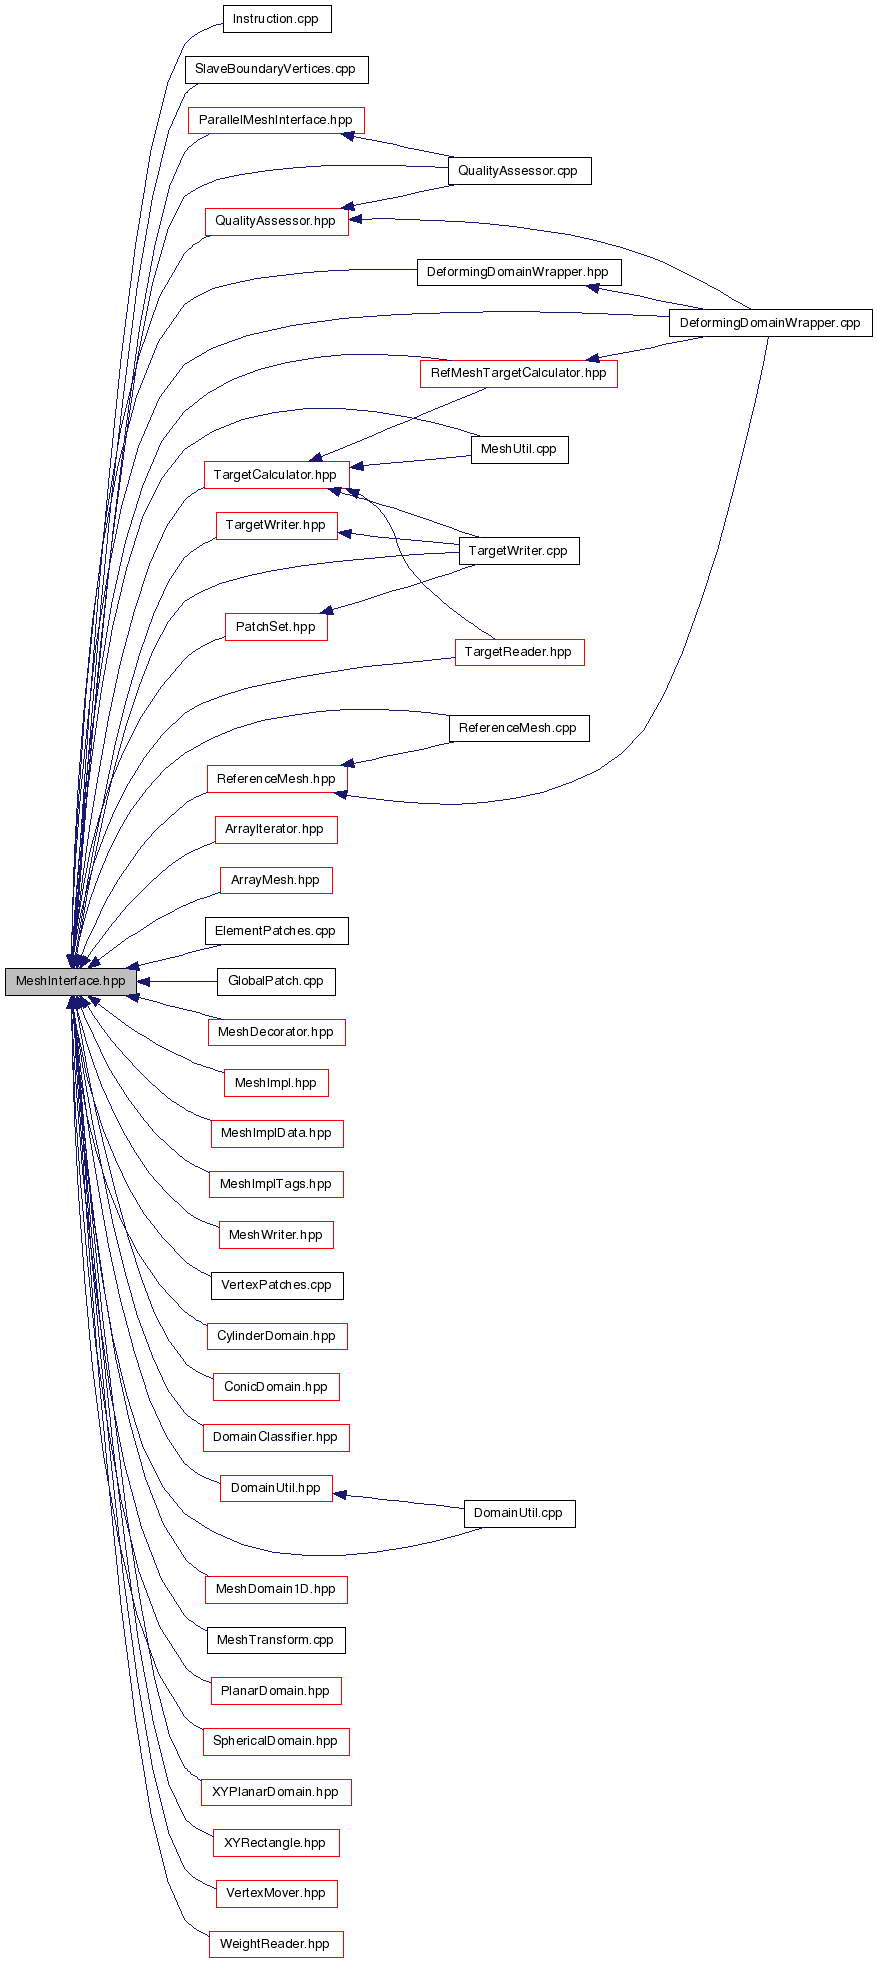 Instruction.cpp
SlaveBoundaryVertices.cpp
ParallelMeshInterface.hpp
QualityAssessor.cpp
QualityAssessor.hpp
DeformingDomainWrapper.hpp
DeformingDomainWrapper.cpp
RefMeshTargetCalculator.hpp
MeshUtil.cpp
TargetCalculator.hpp
TargetWriter.hpp
TargetWriter.cpp
PatchSet.hpp
TargetReader.hpp
ReferenceMesh.cpp
ReferenceMesh.hpp
ArrayIterator.hpp
ArrayMesh.hpp
ElementPatches.cpp
MeshInterface.hpp
GlobalPatch.cpp
MeshDecorator.hpp
MeshImpl.hpp
MeshImplData.hpp
MeshImplTags.hpp
MeshWriter.hpp
VertexPatches.cpp
CylinderDomain.hpp
ConicDomain.hpp
DomainClassifier.hpp
DomainUtil.hpp
DomainUtil.cpp
MeshDomain1D.hpp
MeshTransform.cpp
PlanarDomain.hpp
SphericalDomain.hpp
XYPlanarDomain.hpp
XYRectangle.hpp
VertexMover.hpp
WeightReader.hpp